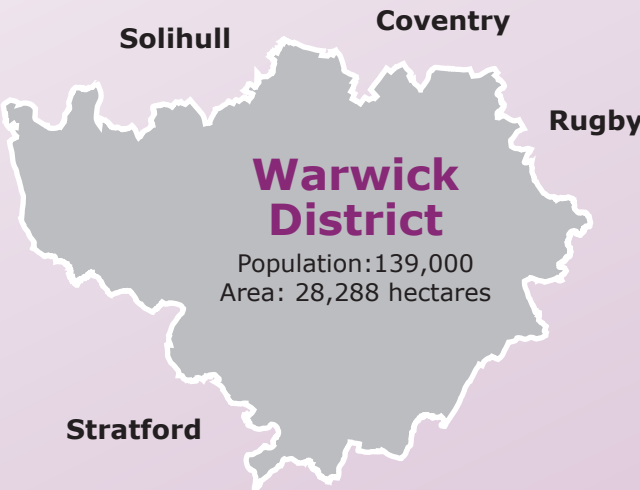 Coventry
Solihull
Rugby
Warwick
District
Population:139,000
Area: 28,288 hectares
Stratford